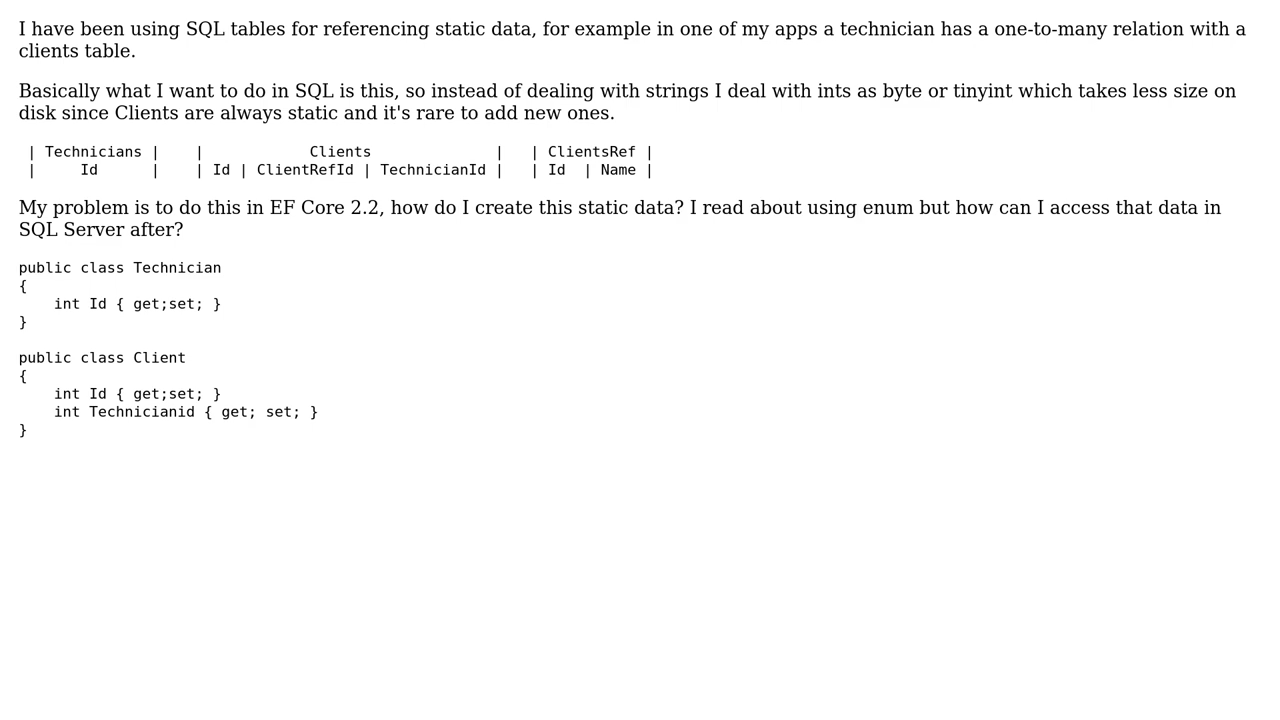 I have been using SQL tables for referencing static data, for example in one of my apps a technician has a one-to-many relation with a
clients table.
Basically what I want to do in SQL is this, so instead of dealing with strings I deal with ints as byte or tinyint which takes less size on
disk since Clients are always static and it's rare to add new ones.
| Technicians |    |            Clients              |   | ClientsRef |
|     Id      |    | Id | ClientRefId | TechnicianId |   | Id  | Name |
My problem is to do this in EF Core 2.2, how do I create this static data? I read about using enum but how can I access that data in
SQL Server after?
public class Technician
{
    int Id { get;set; }
}
public class Client
{
    int Id { get;set; }
    int Technicianid { get; set; }
}